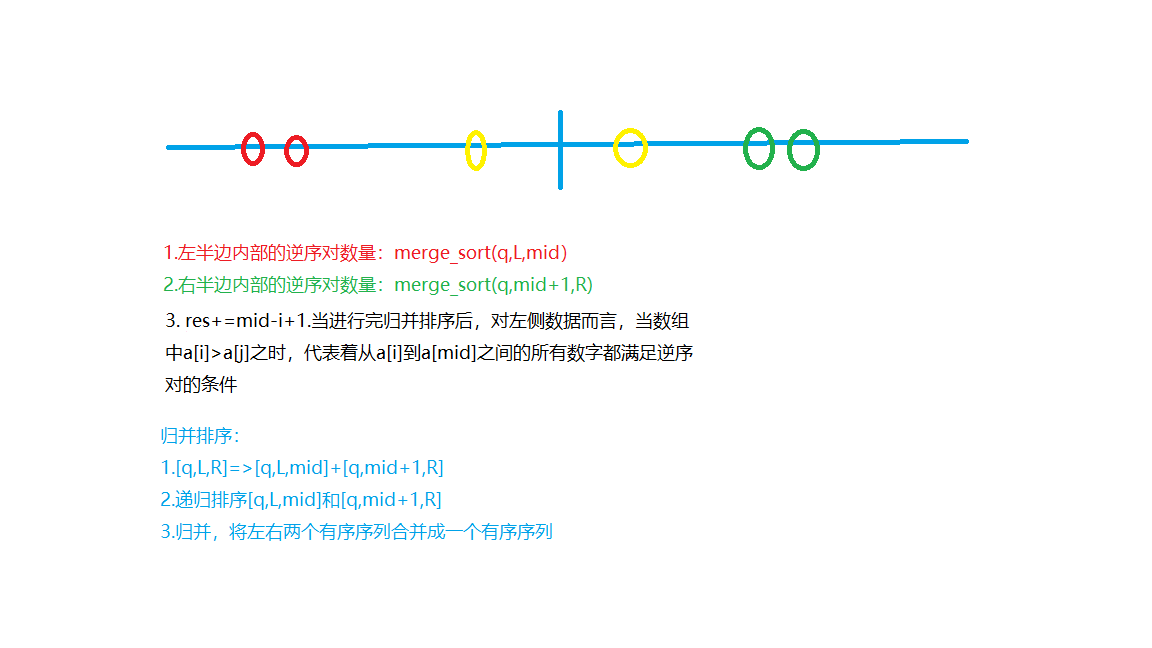 1.左半边内部的逆序对数量：merge_sort(q,L,mid）
2.右半边内部的逆序对数量：merge_sort(q,mid+1,R)
3. res+=mid-i+1.当进行完归并排序后，对左侧数据而言，当数组
中a[i]>a[j]之时，代表着从a[i]到a[mid]之间的所有数字都满足逆序
对的条件
归并排序：
1.[q,L,R]=>[q,L,mid]+[q,mid+1,R]
2.递归排序[q,L,mid]和[q,mid+1,R]
3.归并，将左右两个有序序列合并成一个有序序列